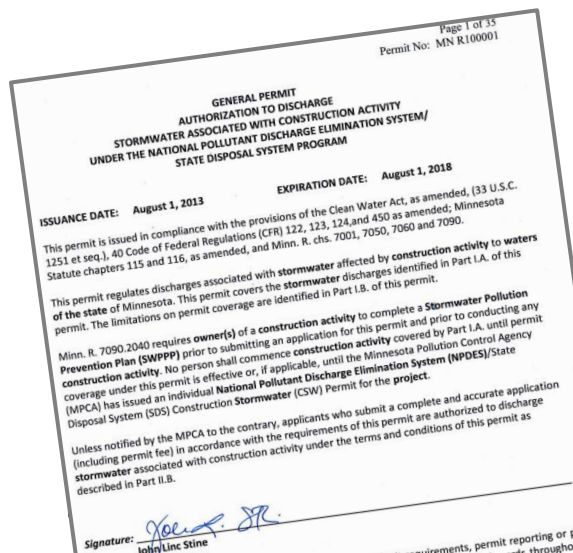 Page 1 of 35
Permit No: MN R100001
GENERAL PERMIT
AUTHORIZATION TO DISCHARGE
STORMWATER ASSOCIATED WITH CONSTRUCTION ACTIVITY
UNDER THE NATIONAL POLLUTANT DISCHARGE ELIMINATION SYSTEM/
STATE DISPOSAL SYSTEM PROGRAM
ISSUANCE DATE: August 1, 2013 EXPIRATION DATE: August 1, 2018
This permit is issued in compliance with the provisions of the Clean Water Act, as amended, (33 U.S.C.
1251 et seq.), 40 Code of Federal Regulations (CFR) 122, 123, 124,and 450 as amended; Minnesota
Statute chapters 115 and 116, as amended, and Minn. R. chs. 7001, 7050, 7060 and 7090.
This permit regulates discharges associated with stormwater affected by construction activity to waters
of the state of Minnesota. This permit covers the stormwater discharges identified in Part I.A. of this
permit. The limitations on permit coverage are identified in Part I.B. of this permit.
Minn. R. 7090.2040 requires owner(s) of a construction activity to complete a Stormwater Pollution
Prevention Plan (SWPPP) prior to submitting an application for this permit and prior to conducting any
construction activity. No person shall commence construction activity covered by Part I.A. until permit
coverage under this permit is effective or, if applicable, until the Minnesota Pollution Control Agency
(MPCA) has issued an individual National Pollutant Discharge Elimination System (NPDES)/State
Disposal System (SDS) Construction Stormwater (CSW) Permit for the project.
Unless notified by the MPCA to the contrary, applicants who submit a complete and accurate application
(including permit fee) in accordance with the requirements of this permit are authorized to discharge
stormwater associated with construction activity under the terms and conditions of this permit as
described in Part II.B.
Signature:
John Linc Stine
requirements, permit reporting or